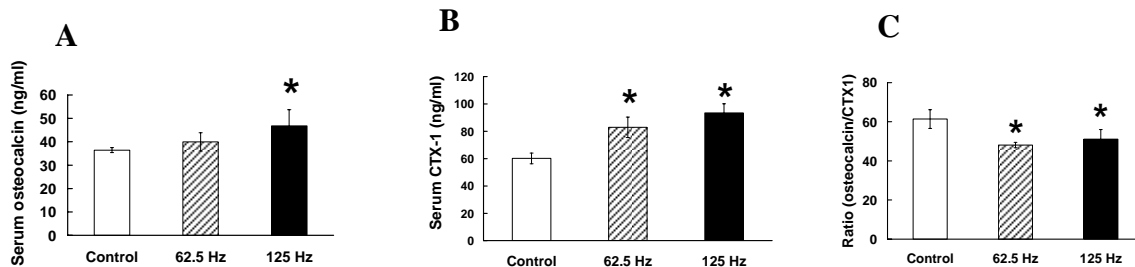 A
Serum osteocalcin (ng/ml)
60
50
40
30
20
10
0
*
Control 62.5 Hz 125 Hz
B
Serum CTX-1 (ng/ml)
120
100
80
60
40
20
0
* *
Control 62.5 Hz 125 Hz
C
Ratio (osteocalcin/CTX1)
80
60
40
20
0
* *
Control 62.5 Hz 125 Hz